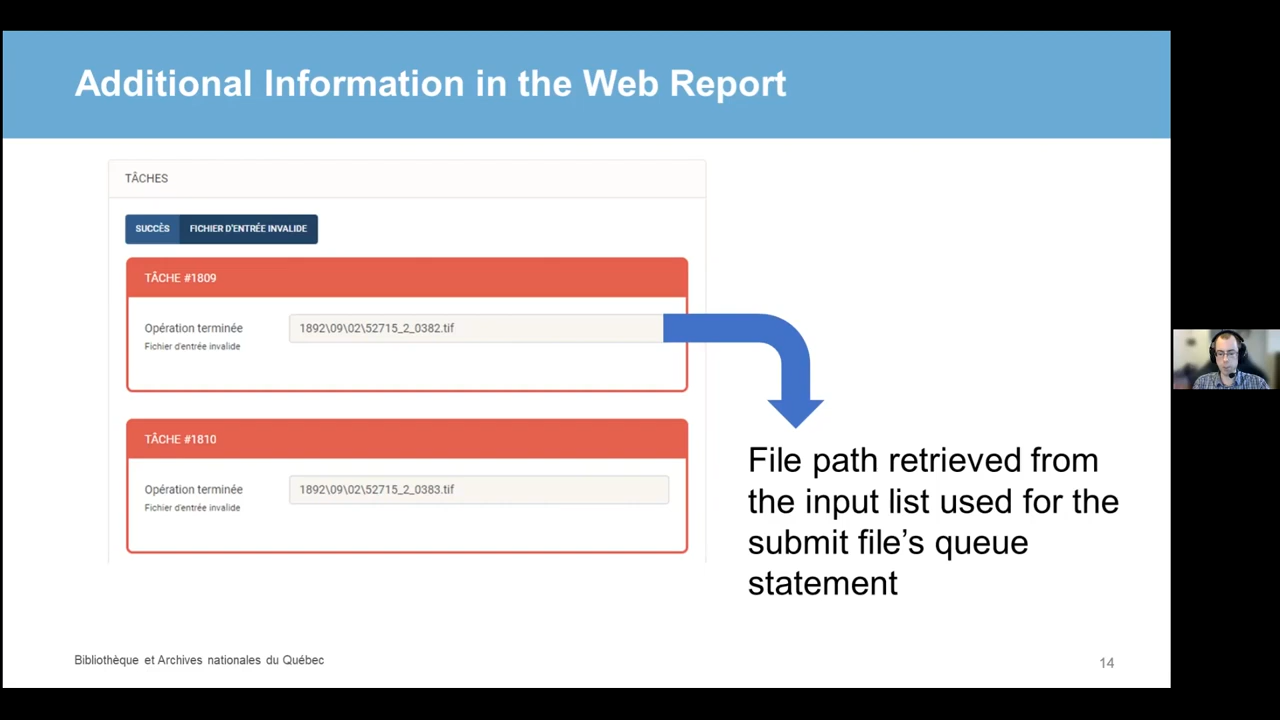 Additional Information in the Web Report
TÂCHES
SUCCÈS
FICHIER D'ENTRÉE INVALIDE
TÂCHE #1809
Opération terminée
1892\09\02\52715_2_0382.tif
Fichier d'entrée invalide
TÂCHE #1810
Opération terminée
1892\09\02\52715_2_0383.tif
Fichier d'entrée invalide
File path retrieved from
the input list used for the
submit file’s queue
statement
Bibliothèque et Archives nationales du Québec
14